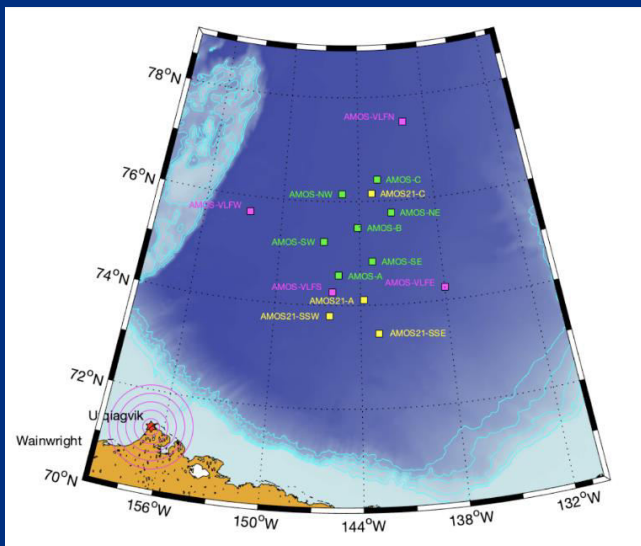 78°N
AMOS-VLFN
76°N
AMOS-C
AMOS-NW
AMOS21-C
AMOS-VLFW
AMOS-NE
AMOS-B
AMOS-SW
AMOS-SE
74°N
AMOS-A
AMOS-VLFS
AMOS-VLFE
AMOS21-A
AMOS21-SSW
AMOS21-SSE
72°N
Utqiagvik
Wainwright
70°N
156°W
150°W
144°W
138°W
132°W